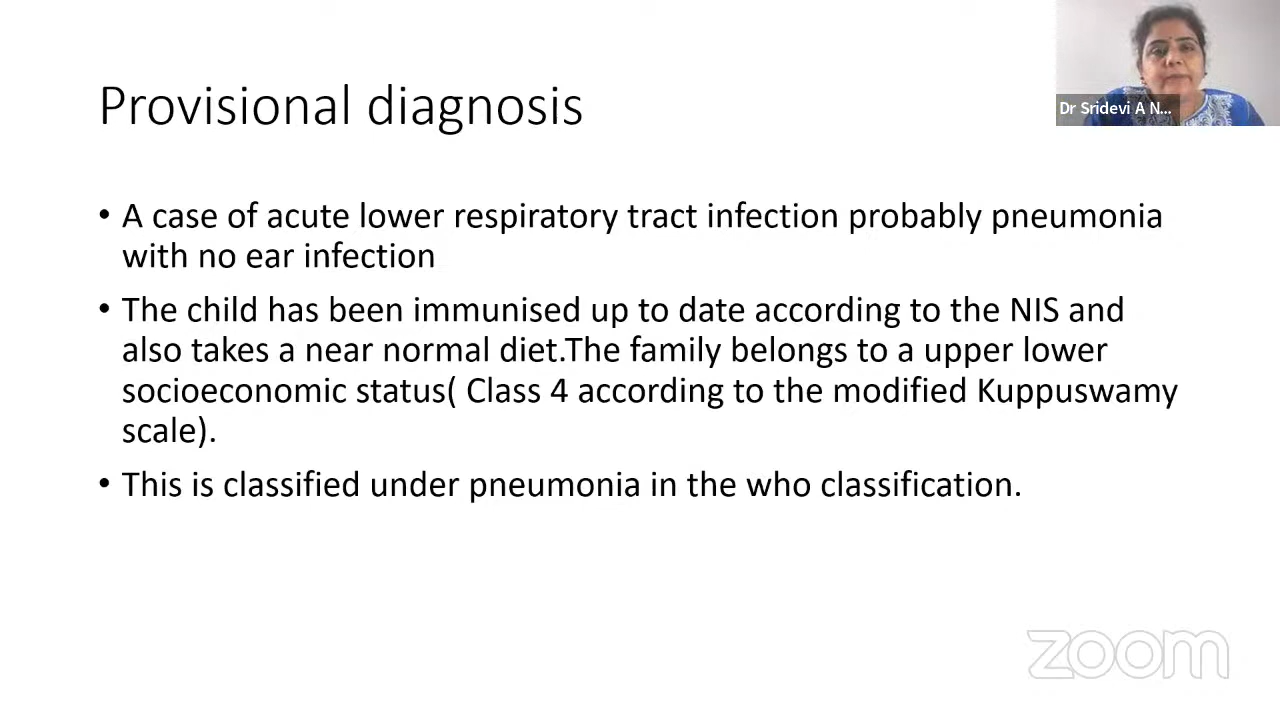 Provisional diagnosis
Dr Sridevi A N...
• A case of acute lower respiratory tract infection probably pneumonia
with no ear infection
• The child has been immunised up to date according to the NIS and
also takes a near normal diet.The family belongs to a upper lower
socioeconomic status( Class 4 according to the modified Kuppuswamy
scale).
• This is classified under pneumonia in the who classification.
zoom